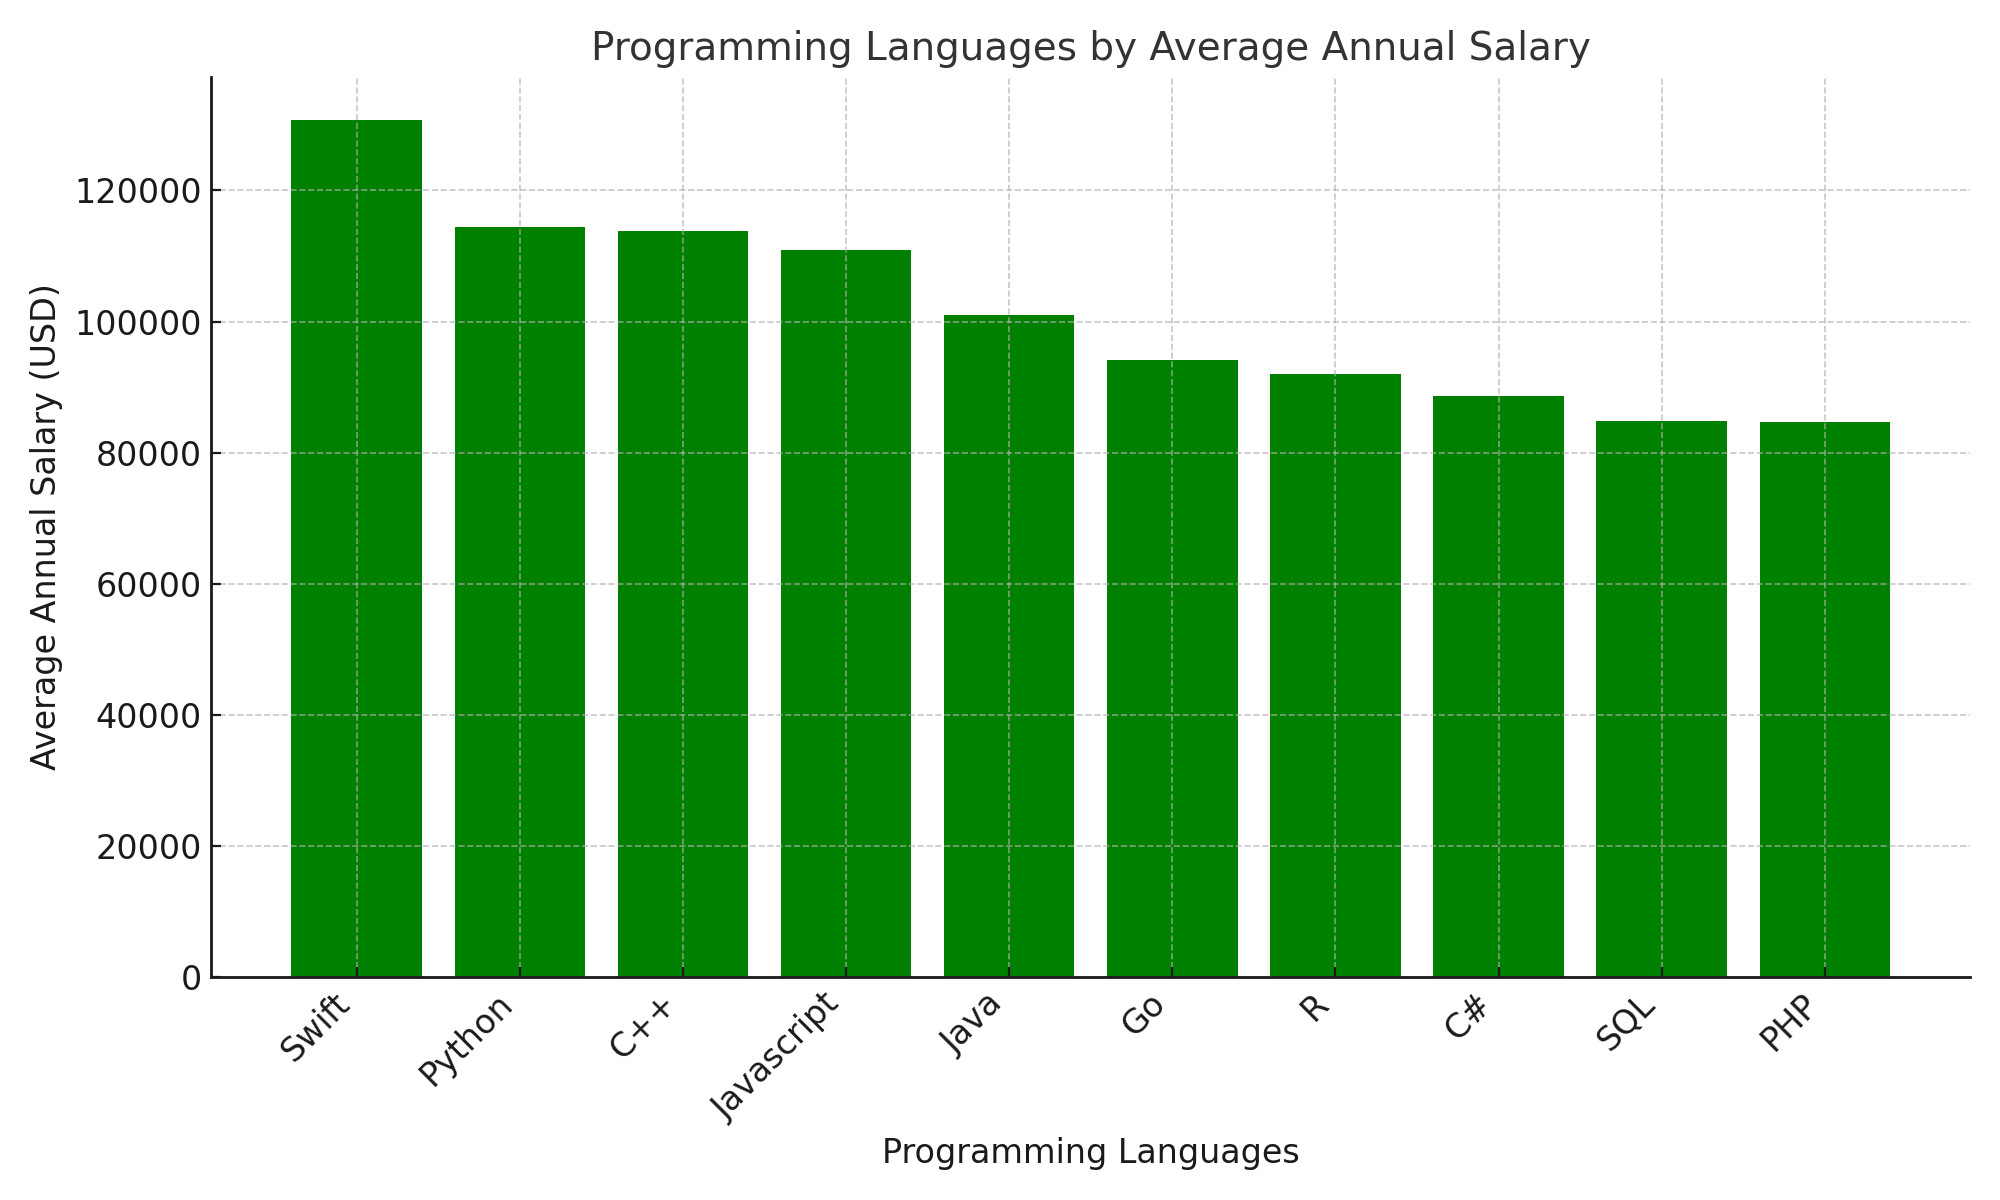 Programming Languages by Average Annual Salary
Average Annual Salary (USD)
120000
100000
80000
60000
40000
20000
0
Swift
Python
C++
Javascript
Java
Go
R
C#
SQL
PHP
Programming Languages